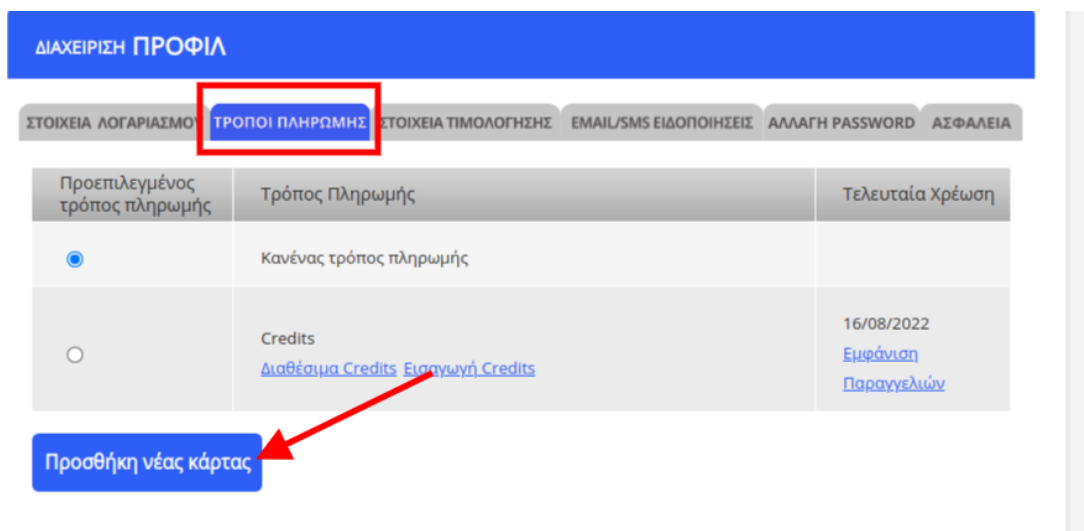 ΔΙΑΧΕΙΡΙΣΗ ΠΡΟΦΙΛ
ΣΤΟΙΧΕΙΑ ΛΟΓΑΡΙΑΣΜΟΥ ΤΡΟΠΟΙ ΠΛΗΡΩΜΗΣ ΣΤΟΙΧΕΙΑ ΤΙΜΟΛΟΓΗΣΗΣ EMAIL/SMS ΕΙΔΟΠΟΙΗΣΕΙΣ ΑΛΛΑΓΗ PASSWORD ΑΣΦΑΛΕΙΑ
Προεπιλεγμένος
τρόπος πληρωμής
Τρόπος Πληρωμής
Τελευταία Χρέωση
Κανένας τρόπος πληρωμής
Credits
Διαθέσιμα Credits Εισαγωγή Credits
16/08/2022
Εμφάνιση
Παραγγελιών
Προσθήκη νέας κάρτας